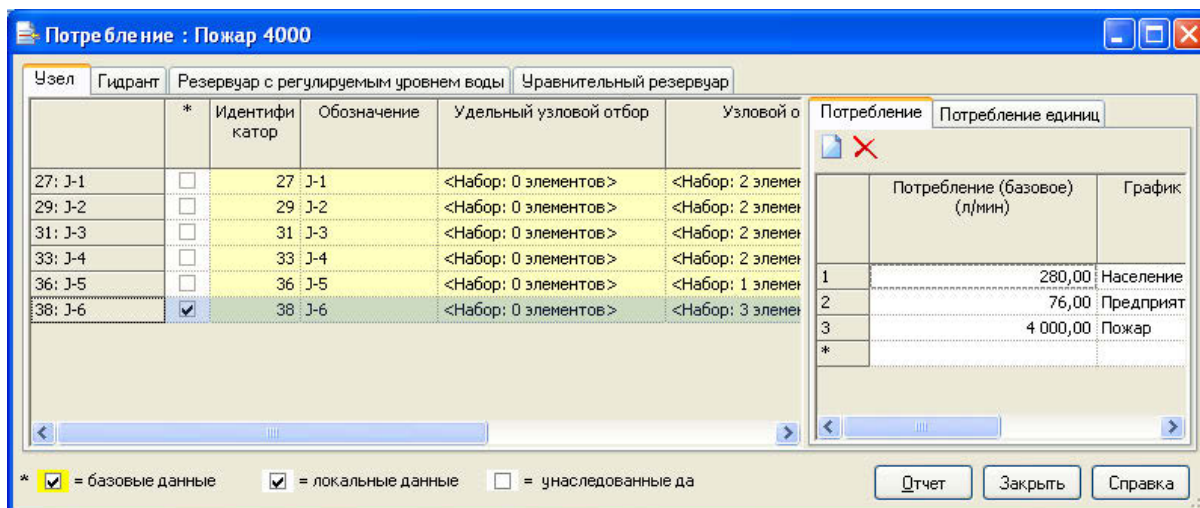 Потребление : Пожар 4000
Узел Гидрант Резервуар с регулируемым уровнем воды Уравнительный резервуар
* Идентифи
катор Обозначение Удельный узловой отбор Узловой о
27: J-1 27 J-1 <Набор: 0 элементов> <Набор: 2 элемен
29: J-2 29 J-2 <Набор: 0 элементов> <Набор: 2 элемен
31: J-3 31 J-3 <Набор: 0 элементов> <Набор: 2 элемен
33: J-4 33 J-4 <Набор: 0 элементов> <Набор: 2 элемен
36: J-5 36 J-5 <Набор: 0 элементов> <Набор: 1 элемен
38: J-6 38 J-6 <Набор: 0 элементов> <Набор: 3 элемен
Потребление Потребление единиц
Потребление (базовое)
(л/мин) График
1 280,00 Население
2 76,00 Предприят
3 4 000,00 Пожар
*
* = базовые данные = локальные данные = унаследованные да
Отчет Закрыть Справка